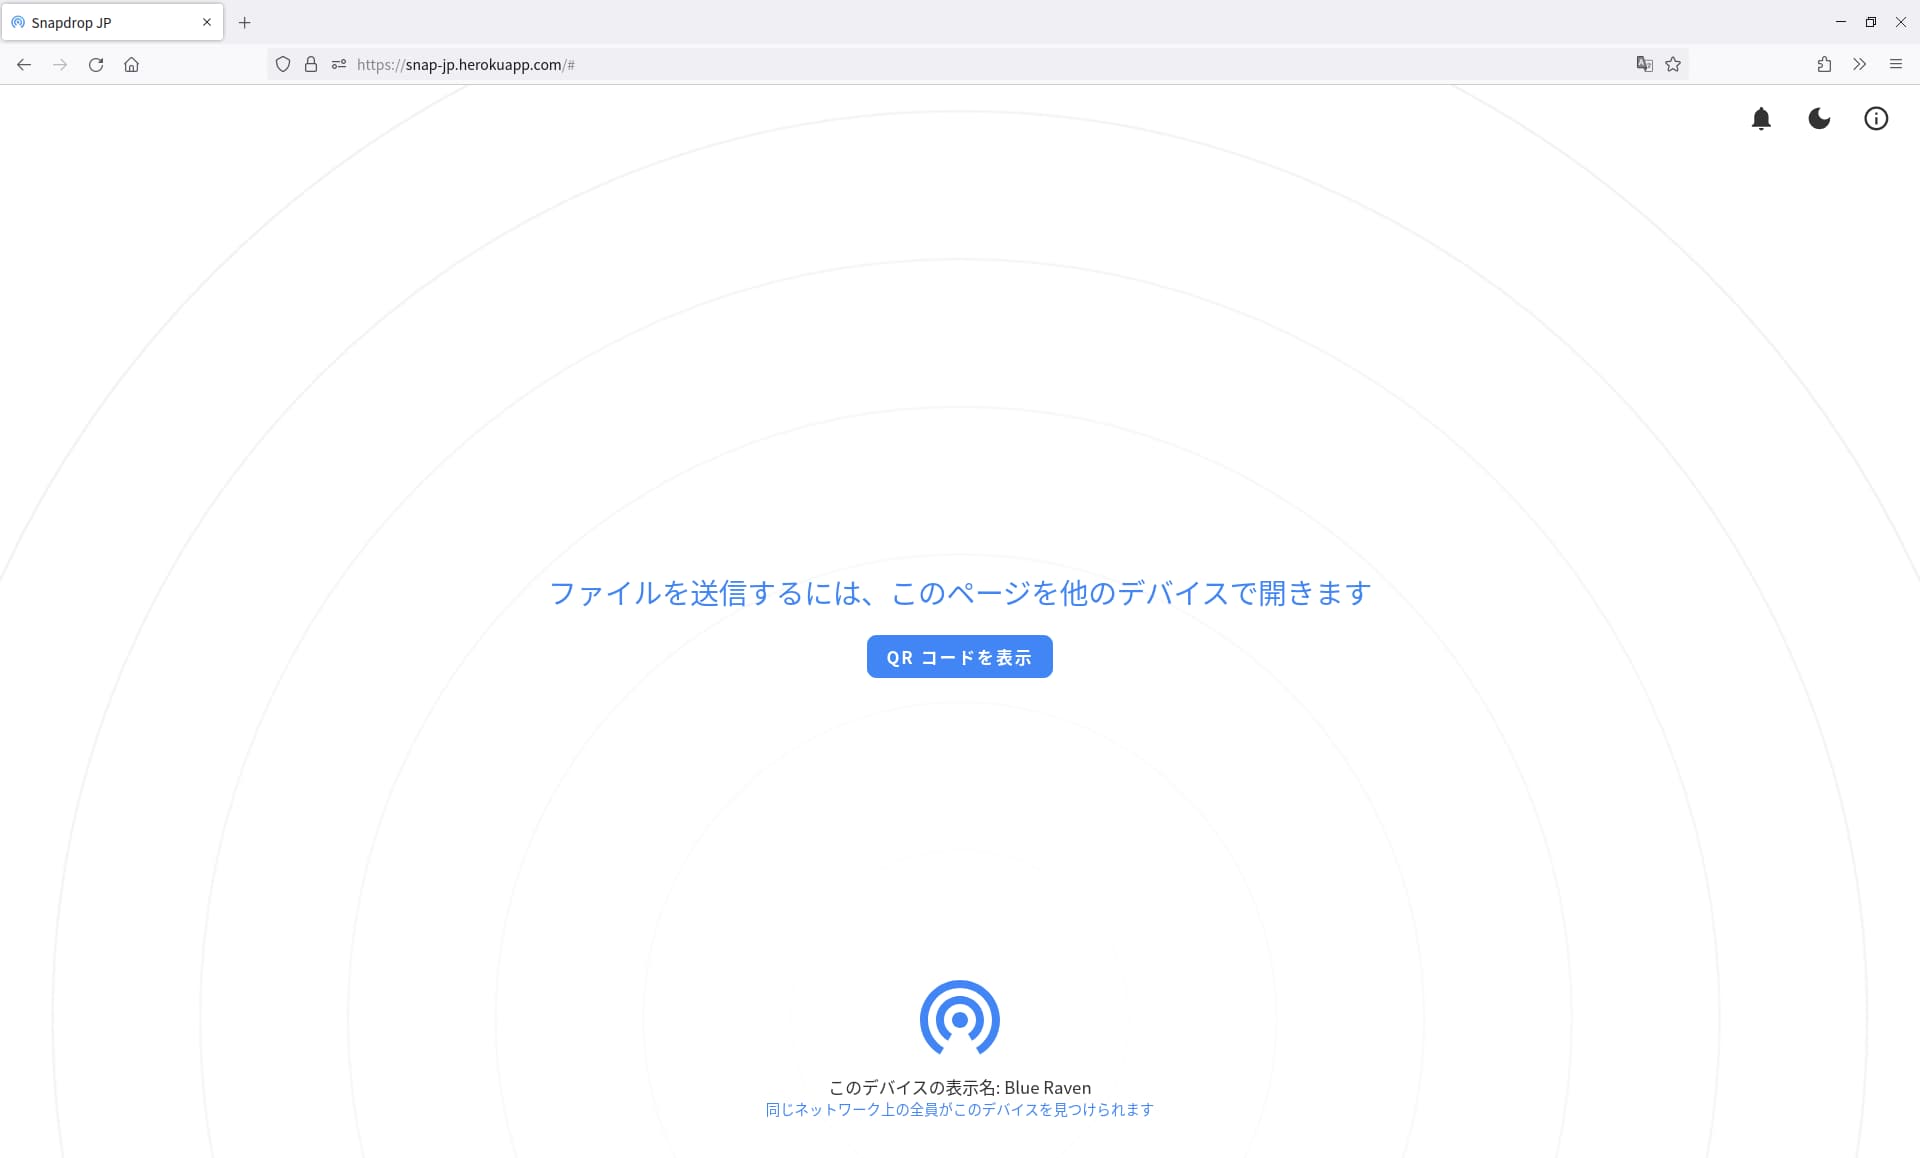 Snapdrop JP
https://snap-jp.herokuapp.com/#
ファイルを送信するには、このページを他のデバイスで開きます
QR コードを表示
このデバイスの表示名: Blue Raven
同じネットワーク上の全員がこのデバイスを見つけられます